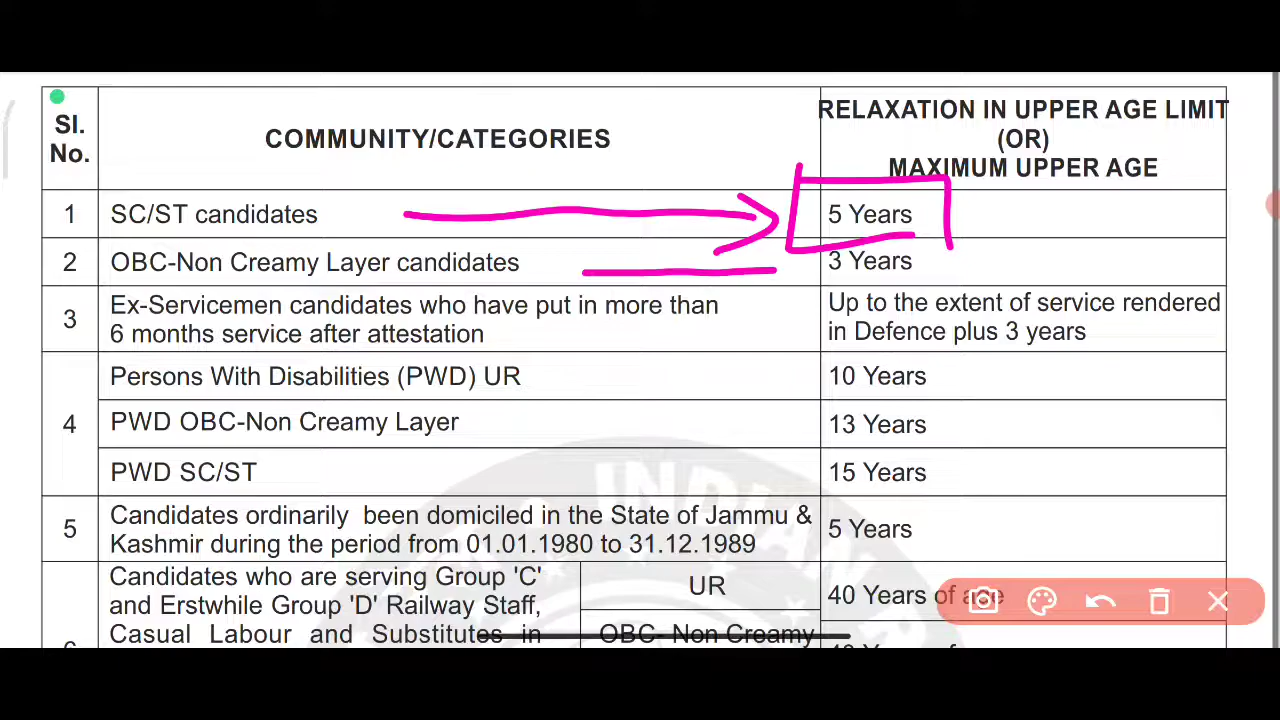 Sl.
No.
COMMUNITY/CATEGORIES
RELAXATION IN UPPER AGE LIMIT
(OR)
MAXIMUM UPPER AGE
1 SC/ST candidates 5 Years
2 OBC-Non Creamy Layer candidates 3 Years
3 Ex-Servicemen candidates who have put in more than
6 months service after attestation
Up to the extent of service rendered
in Defence plus 3 years
4 Persons With Disabilities (PWD) UR 10 Years
PWD OBC-Non Creamy Layer 13 Years
PWD SC/ST 15 Years
5 Candidates ordinarily been domiciled in the State of Jammu &
Kashmir during the period from 01.01.1980 to 31.12.1989
5 Years
Candidates who are serving Group 'C'
and Erstwhile Group 'D' Railway Staff,
Casual Labour and Substitutes in
UR
40 Years of age
OBC- Non Creamy
INDIAN